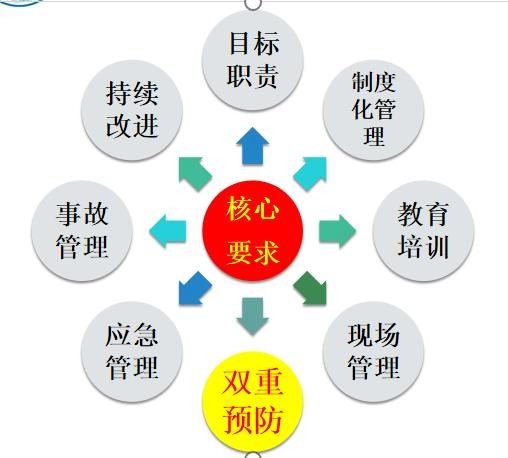 目标
职责
制度
化管
理
教育
培训
现场
管理
双重
预防
应急
管理
事故
管理
持续
改进
核心
要求